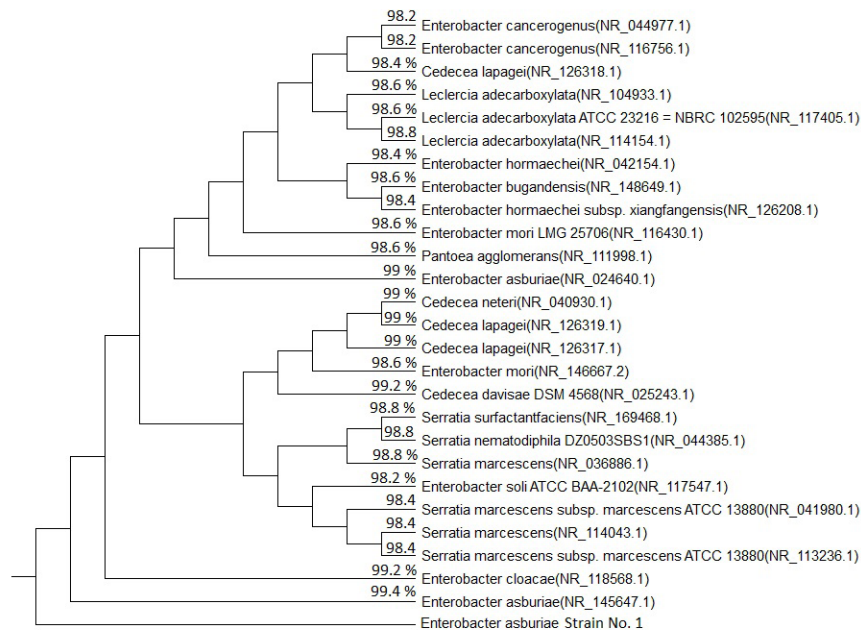 98.2 Enterobacter cancerogenus(NR_044977.1)
98.2 Enterobacter cancerogenus(NR_116756.1)
98.4 % Cedecea lapagei(NR_126318.1)
98.6 % Leclercia adecarboxylata(NR_104933.1)
98.6 % Leclercia adecarboxylata ATCC 23216 = NBRC 102595(NR_117405.1)
98.8 Leclercia adecarboxylata(NR_114154.1)
98.4 % Enterobacter hormaechei(NR_042154.1)
98.6 % Enterobacter bugandensis(NR_148649.1)
98.4 Enterobacter hormaechei subsp. xiangfangensis(NR_126208.1)
98.6 % Enterobacter mori LMG 25706(NR_116430.1)
98.6 % Pantoea agglomerans(NR_111998.1)
99 % Enterobacter asburiae(NR_024640.1)
99 % Cedecea neteri(NR_040930.1)
99 % Cedecea lapagei(NR_126319.1)
99 % Cedecea lapagei(NR_126317.1)
98.6 % Enterobacter mori(NR_146667.2)
99.2 % Cedecea davisae DSM 4568(NR_025243.1)
98.8 % Serratia surfactantfaciens(NR_169468.1)
98.8 Serratia nematodiphila DZ0503SBS1(NR_044385.1)
98.8 % Serratia marcescens(NR_036886.1)
98.2 % Enterobacter soli ATCC BAA-2102(NR_117547.1)
98.4 Serratia marcescens subsp. marcescens ATCC 13880(NR_041980.1)
98.4 Serratia marcescens(NR_114043.1)
98.4 Serratia marcescens subsp. marcescens ATCC 13880(NR_113236.1)
99.2 % Enterobacter cloacae(NR_118568.1)
99.4 % Enterobacter asburiae(NR_145647.1)
Enterobacter asburiae Strain No. 1